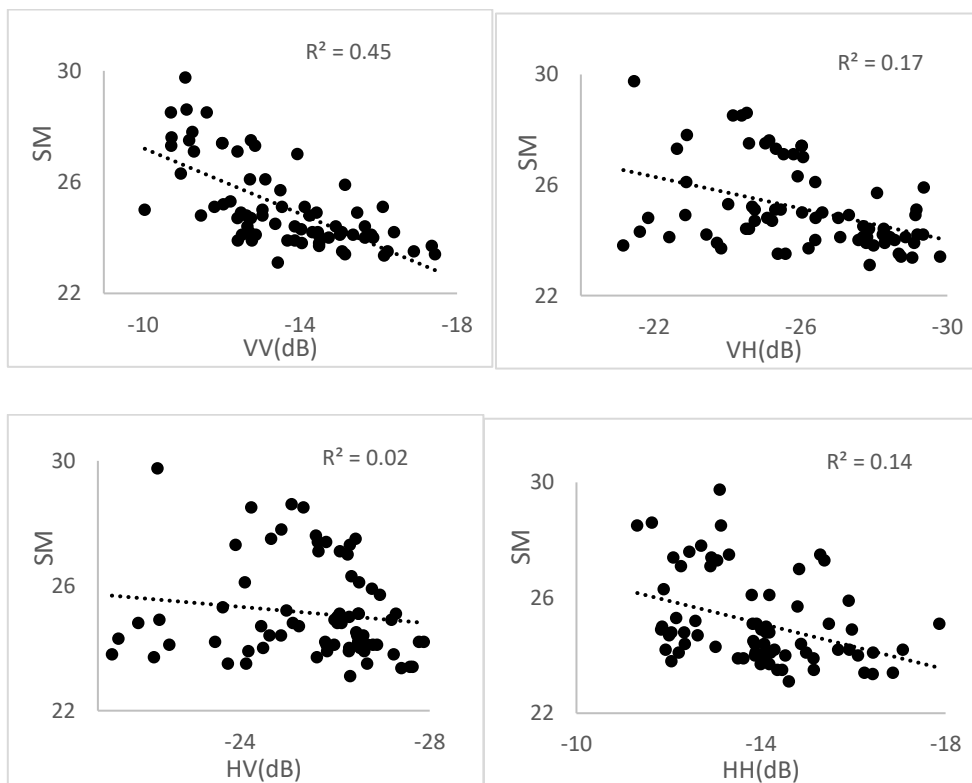 R² = 0.45
30
26
22
SM
-10 -14 -18
VV(dB)
R² = 0.17
30
26
22
SM
-22 -26 -30
VH(dB)
R² = 0.02
30
26
22
SM
-24 -28
HV(dB)
R² = 0.14
30
26
22
SM
-10 -14 -18
HH(dB)